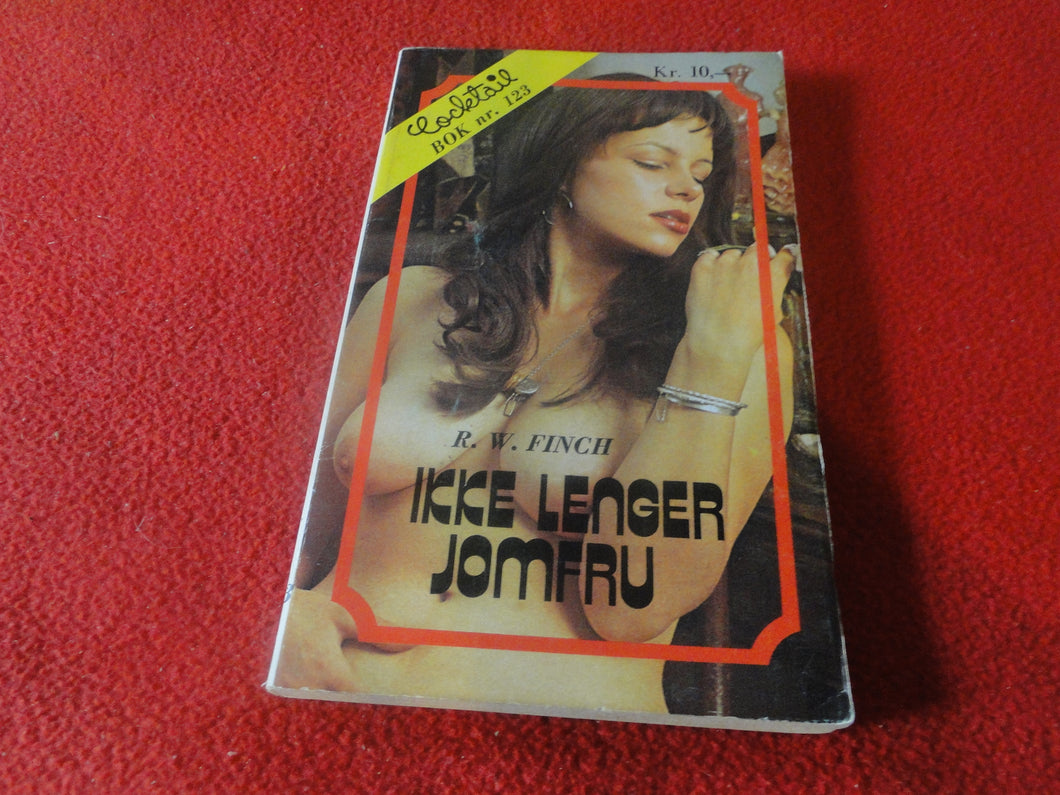 Cocktail
BOK nr. 123
Kr. 10,—
R. W. FINCH
IKKE LENGER
JOMFRU